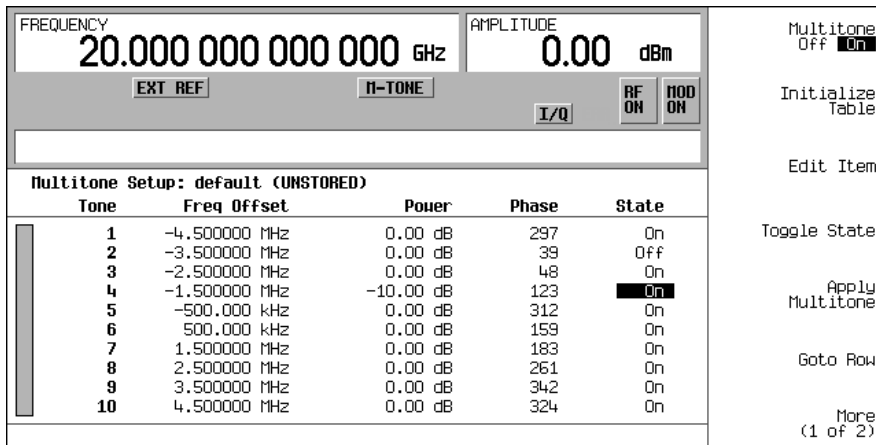 FREQUENCY
20.000 000 000 000 GHz
AMPLITUDE
0.00 dBm
EXT REF
M-TONE
I/Q
RF ON
MOD ON
Multitone Setup: default (UNSTORED)
Tone Freq Offset Power Phase State
1 -4.500000 MHz 0.00 dB 297 On
2 -3.500000 MHz 0.00 dB 39 Off
3 -2.500000 MHz 0.00 dB 48 On
4 -1.500000 MHz -10.00 dB 123 On
5 -500.000 kHz 0.00 dB 312 On
6 500.000 kHz 0.00 dB 159 On
7 1.500000 MHz 0.00 dB 183 On
8 2.500000 MHz 0.00 dB 261 On
9 3.500000 MHz 0.00 dB 342 On
10 4.500000 MHz 0.00 dB 324 On
Multitone
Off On
Initialize
Table
Edit Item
Toggle State
Apply
Multitone
Goto Row
More
(1 of 2)